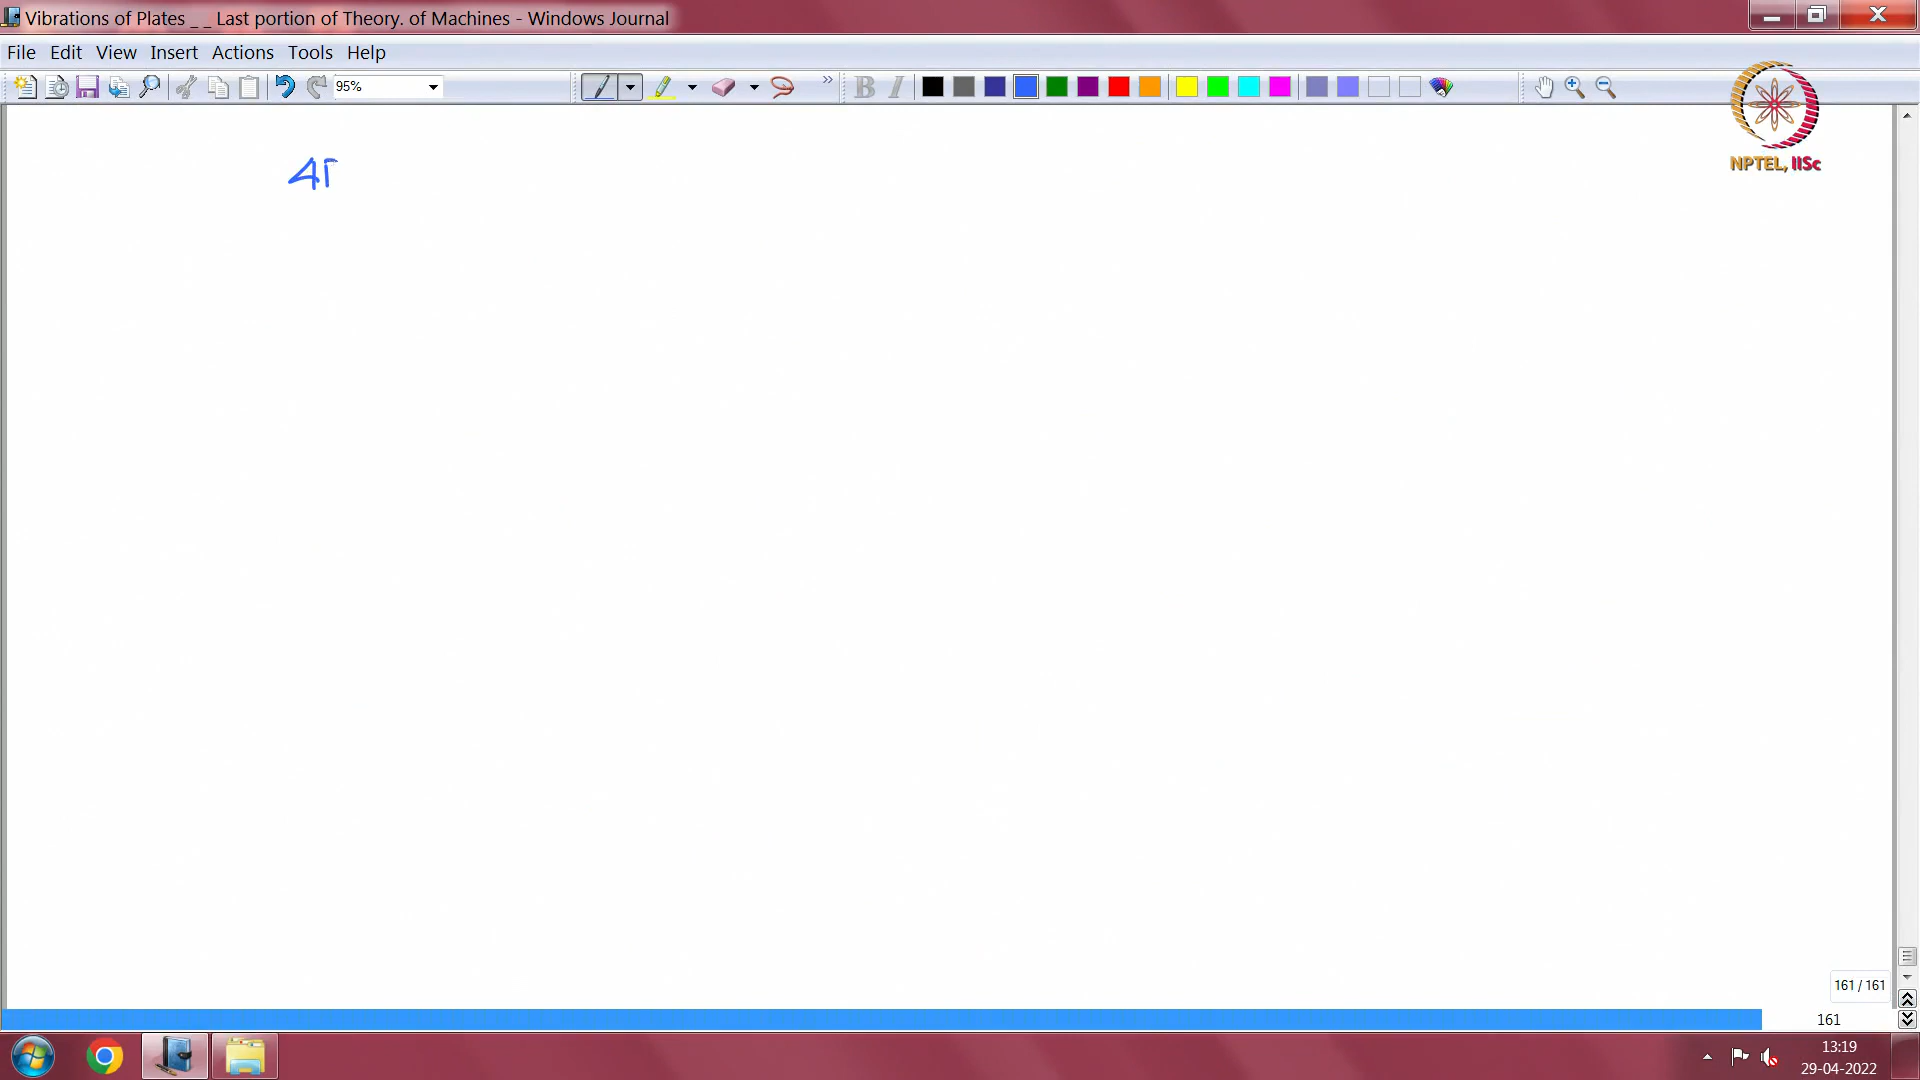 Vibrations of Plates _ _ Last portion of Theory. of Machines - Windows Journal
File Edit View Insert Actions Tools Help
95% » B I
NPTEL, IISc
161 / 161
161
13:19
29-04-2022